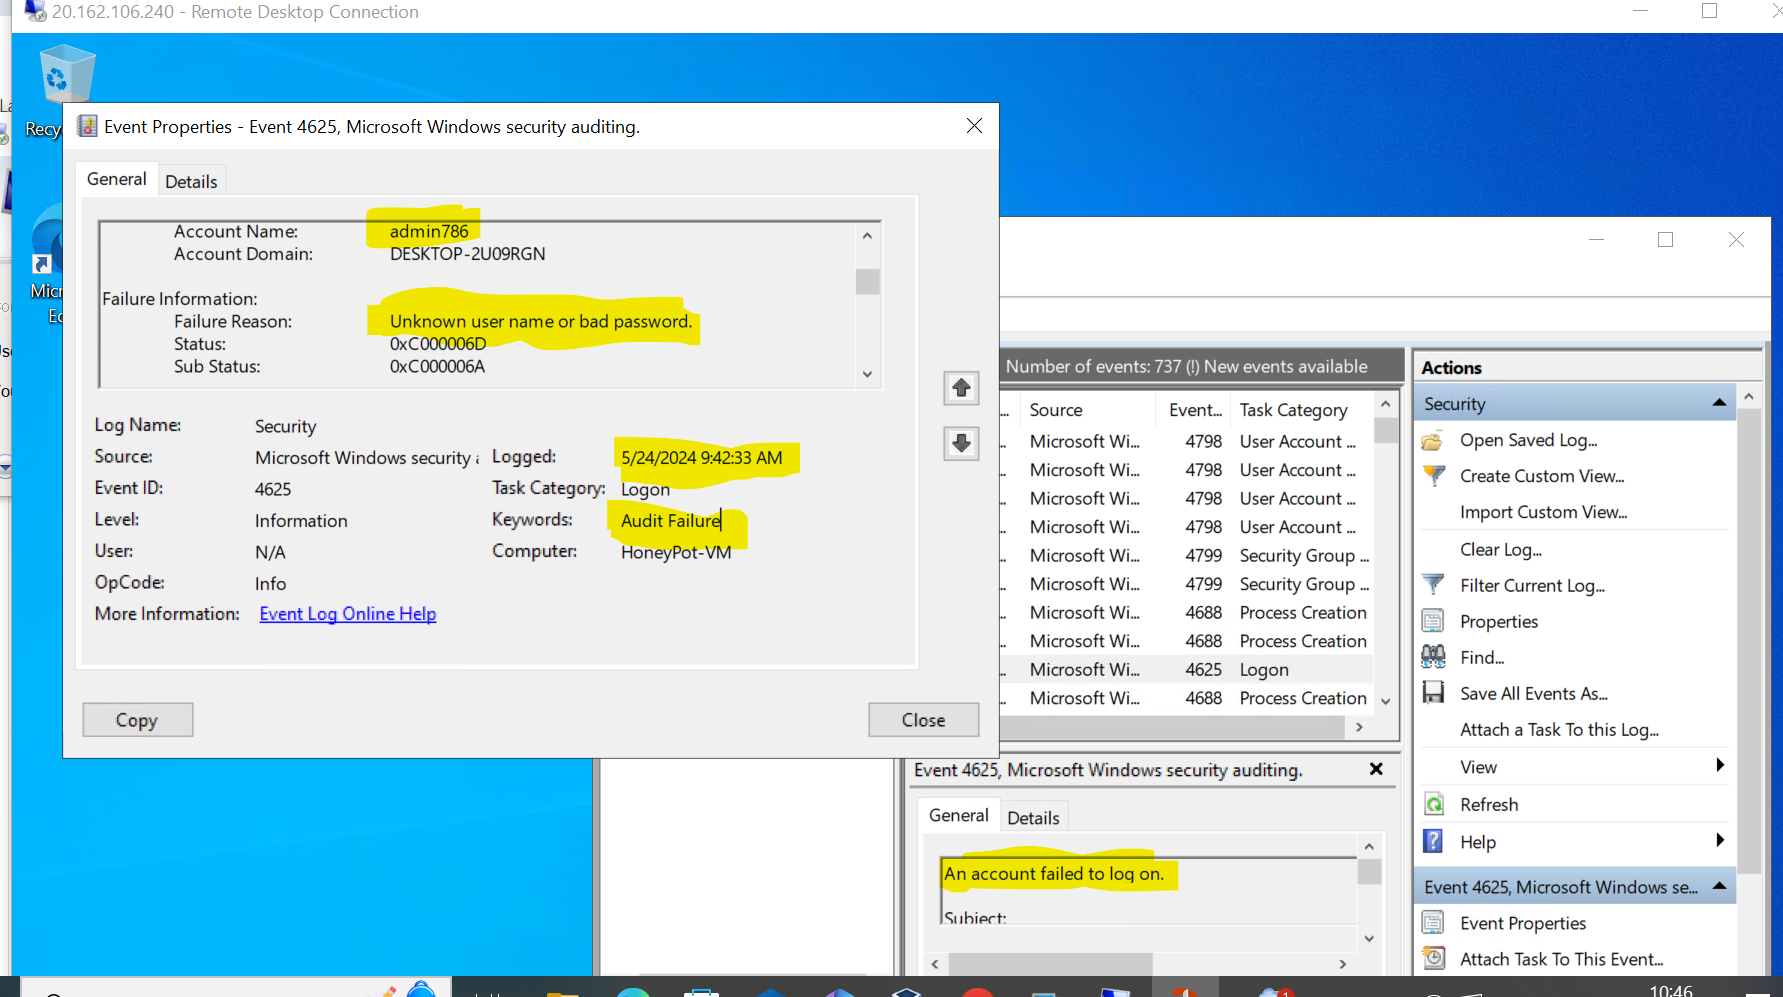 20.162.106.240 - Remote Desktop Connection
Recy
Event Properties - Event 4625, Microsoft Windows security auditing.
General
Details
Account Name: admin786
Account Domain: DESKTOP-2U09RGN
Failure Information:
Failure Reason: Unknown user name or bad password.
Status: 0xC000006D
Sub Status: 0xC000006A
Log Name: Security
Source: Microsoft Windows security a Logged: 5/24/2024 9:42:33 AM
Event ID: 4625 Task Category: Logon
Level: Information Keywords: Audit Failure
User: N/A Computer: HoneyPot-VM
OpCode: Info
More Information: Event Log Online Help
Copy
Close
Micr
Ec
Number of events: 737 (!) New events available
... Source Event... Task Category
Microsoft Wi... 4798 User Account ...
Microsoft Wi... 4798 User Account ...
Microsoft Wi... 4798 User Account ...
Microsoft Wi... 4798 User Account ...
Microsoft Wi... 4799 Security Group ...
Microsoft Wi... 4799 Security Group ...
Microsoft Wi... 4688 Process Creation
Microsoft Wi... 4688 Process Creation
Microsoft Wi... 4625 Logon
Microsoft Wi... 4688 Process Creation
Event 4625, Microsoft Windows security auditing.
General
Details
An account failed to log on.
Subject:
Actions
Security
Open Saved Log...
Create Custom View...
Import Custom View...
Clear Log...
Filter Current Log...
Properties
Find...
Save All Events As...
Attach a Task To this Log...
View
Refresh
Help
Event 4625, Microsoft Windows se...
Event Properties
Attach Task To This Event...
10:46